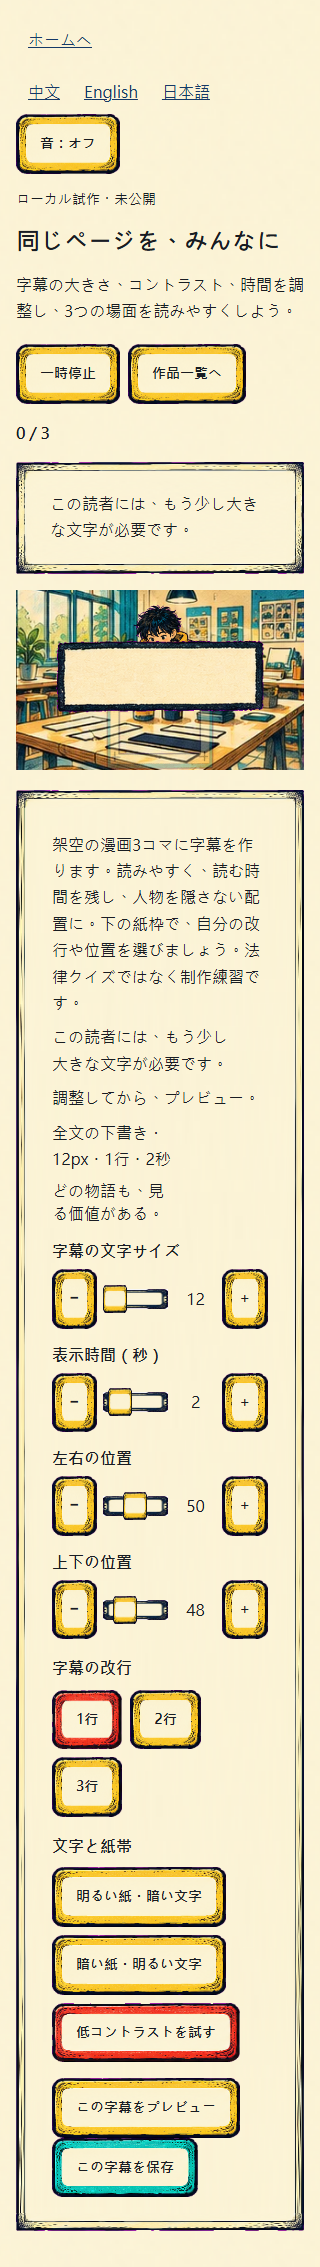 ホームへ
中文 English 日本語
音：オフ
ローカル試作・未公開
同じページを、みんなに
字幕の大きさ、コントラスト、時間を調
整し、3つの場面を読みやすくしよう。
一時停止 作品一覧へ
0 / 3
この読者には、もう少し大き
な文字が必要です。
架空の漫画3コマに字幕を作
ります。読みやすく、読む時
間を残し、人物を隠さない配
置に。下の紙枠で、自分の改
行や位置を選びましょう。法
律クイズではなく制作練習で
す。
この読者には、もう少し
大きな文字が必要です。
調整してから、プレビュー。
全文の下書き・
12px・1行・2秒
どの物語も、見
る価値がある。
字幕の文字サイズ
− 12 +
表示時間（秒）
− 2 +
左右の位置
− 50 +
上下の位置
− 48 +
字幕の改行
1行 2行
3行
文字と紙帯
明るい紙・暗い文字
暗い紙・明るい文字
低コントラストを試す
この字幕をプレビュー
この字幕を保存